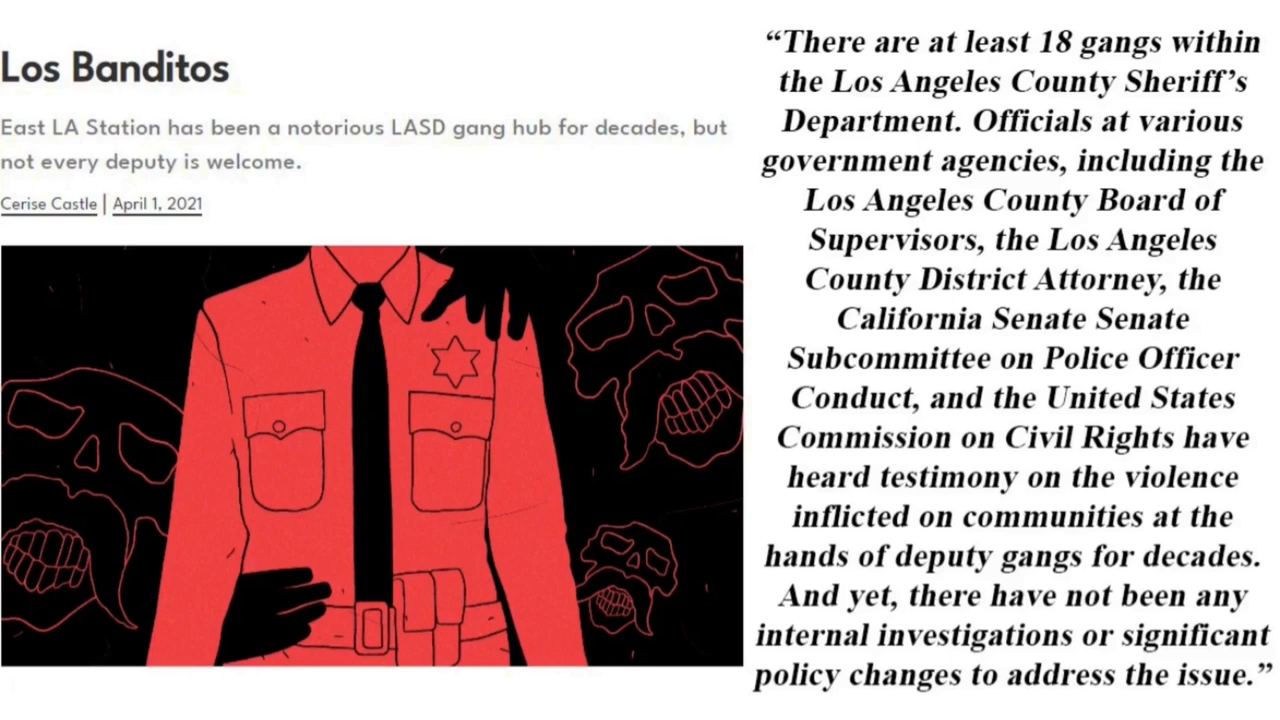 Los Banditos
East LA Station has been a notorious LASD gang hub for decades, but
not every deputy is welcome.
Cerise Castle | April 1, 2021
“There are at least 18 gangs within
the Los Angeles County Sheriff’s
Department. Officials at various
government agencies, including the
Los Angeles County Board of
Supervisors, the Los Angeles
County District Attorney, the
California Senate Senate
Subcommittee on Police Officer
Conduct, and the United States
Commission on Civil Rights have
heard testimony on the violence
inflicted on communities at the
hands of deputy gangs for decades.
And yet, there have not been any
internal investigations or significant
policy changes to address the issue.”